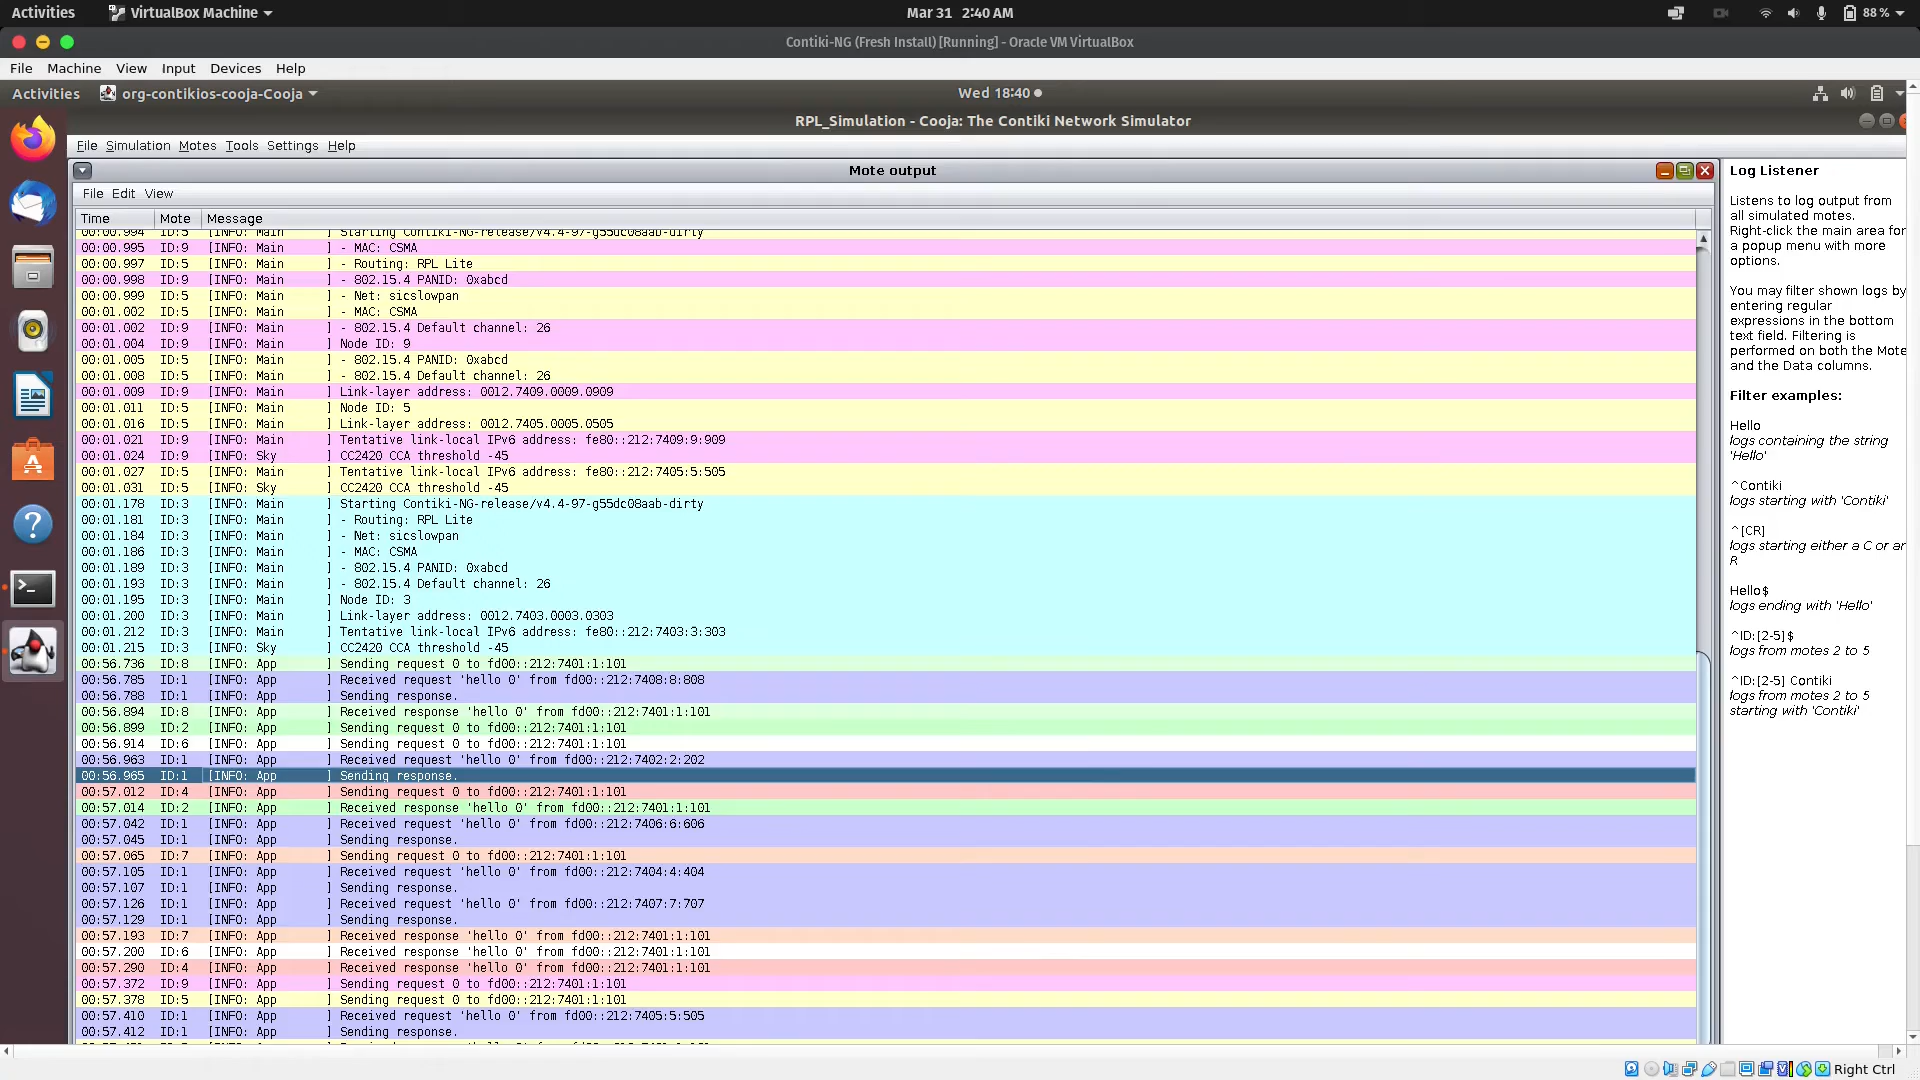 Activities VirtualBox Machine Mar 31 2:40 AM 88 %
Contiki-NG (Fresh Install) [Running] - Oracle VM VirtualBox
File Machine View Input Devices Help
Activities org-contikios-cooja-Cooja Wed 18:40
RPL_Simulation - Cooja: The Contiki Network Simulator
File Simulation Motes Tools Settings Help
Mote output
File Edit View
Time Mote Message
00:00.994 ID:5 [INFO: Main ] Starting Contiki-NG-release/v4.4-97-g55dc08aab-dirty
00:00.995 ID:9 [INFO: Main ] - MAC: CSMA
00:00.997 ID:5 [INFO: Main ] - Routing: RPL Lite
00:00.998 ID:9 [INFO: Main ] - 802.15.4 PANID: 0xabcd
00:00.999 ID:5 [INFO: Main ] - Net: sicslowpan
00:01.002 ID:5 [INFO: Main ] - MAC: CSMA
00:01.002 ID:9 [INFO: Main ] - 802.15.4 Default channel: 26
00:01.004 ID:9 [INFO: Main ] Node ID: 9
00:01.005 ID:5 [INFO: Main ] - 802.15.4 PANID: 0xabcd
00:01.008 ID:5 [INFO: Main ] - 802.15.4 Default channel: 26
00:01.009 ID:9 [INFO: Main ] Link-layer address: 0012.7409.0009.0909
00:01.011 ID:5 [INFO: Main ] Node ID: 5
00:01.016 ID:5 [INFO: Main ] Link-layer address: 0012.7405.0005.0505
00:01.021 ID:9 [INFO: Main ] Tentative link-local IPv6 address: fe80::212:7409:9:909
00:01.024 ID:9 [INFO: Sky ] CC2420 CCA threshold -45
00:01.027 ID:5 [INFO: Main ] Tentative link-local IPv6 address: fe80::212:7405:5:505
00:01.031 ID:5 [INFO: Sky ] CC2420 CCA threshold -45
00:01.178 ID:3 [INFO: Main ] Starting Contiki-NG-release/v4.4-97-g55dc08aab-dirty
00:01.181 ID:3 [INFO: Main ] - Routing: RPL Lite
00:01.184 ID:3 [INFO: Main ] - Net: sicslowpan
00:01.186 ID:3 [INFO: Main ] - MAC: CSMA
00:01.189 ID:3 [INFO: Main ] - 802.15.4 PANID: 0xabcd
00:01.193 ID:3 [INFO: Main ] - 802.15.4 Default channel: 26
00:01.195 ID:3 [INFO: Main ] Node ID: 3
00:01.200 ID:3 [INFO: Main ] Link-layer address: 0012.7403.0003.0303
00:01.212 ID:3 [INFO: Main ] Tentative link-local IPv6 address: fe80::212:7403:3:303
00:01.215 ID:3 [INFO: Sky ] CC2420 CCA threshold -45
00:56.736 ID:8 [INFO: App ] Sending request 0 to fd00::212:7401:1:101
00:56.785 ID:1 [INFO: App ] Received request 'hello 0' from fd00::212:7408:8:808
00:56.788 ID:1 [INFO: App ] Sending response.
00:56.894 ID:8 [INFO: App ] Received response 'hello 0' from fd00::212:7401:1:101
00:56.899 ID:2 [INFO: App ] Sending request 0 to fd00::212:7401:1:101
00:56.914 ID:6 [INFO: App ] Sending request 0 to fd00::212:7401:1:101
00:56.963 ID:1 [INFO: App ] Received request 'hello 0' from fd00::212:7402:2:202
00:56.965 ID:1 [INFO: App ] Sending response.
00:57.012 ID:4 [INFO: App ] Sending request 0 to fd00::212:7401:1:101
00:57.014 ID:2 [INFO: App ] Received response 'hello 0' from fd00::212:7401:1:101
00:57.042 ID:1 [INFO: App ] Received request 'hello 0' from fd00::212:7406:6:606
00:57.045 ID:1 [INFO: App ] Sending response.
00:57.065 ID:7 [INFO: App ] Sending request 0 to fd00::212:7401:1:101
00:57.105 ID:1 [INFO: App ] Received request 'hello 0' from fd00::212:7404:4:404
00:57.107 ID:1 [INFO: App ] Sending response.
00:57.126 ID:1 [INFO: App ] Received request 'hello 0' from fd00::212:7407:7:707
00:57.129 ID:1 [INFO: App ] Sending response.
00:57.193 ID:7 [INFO: App ] Received response 'hello 0' from fd00::212:7401:1:101
00:57.200 ID:6 [INFO: App ] Received response 'hello 0' from fd00::212:7401:1:101
00:57.290 ID:4 [INFO: App ] Received response 'hello 0' from fd00::212:7401:1:101
00:57.372 ID:9 [INFO: App ] Sending request 0 to fd00::212:7401:1:101
00:57.378 ID:5 [INFO: App ] Sending request 0 to fd00::212:7401:1:101
00:57.410 ID:1 [INFO: App ] Received request 'hello 0' from fd00::212:7405:5:505
00:57.412 ID:1 [INFO: App ] Sending response.
Log Listener
Listens to log output from
all simulated motes.
Right-click the main area for
a popup menu with more
options.
You may filter shown logs by
entering regular
expressions in the bottom
text field. Filtering is
performed on both the Mote
and the Data columns.
Filter examples:
Hello
logs containing the string
'Hello'
^Contiki
logs starting with 'Contiki'
^[CR]
logs starting either a C or an
R
Hello$
logs ending with 'Hello'
^ID:[2-5]$
logs from motes 2 to 5
^ID:[2-5] Contiki
logs from motes 2 to 5
starting with 'Contiki'
Right Ctrl